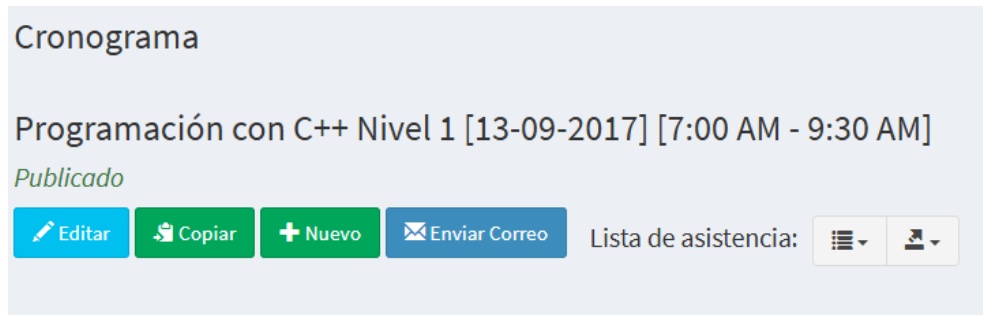 Cronograma
Programación con C++ Nivel 1 [13-09-2017] [7:00 AM - 9:30 AM]
Publicado
Editar Copiar Nuevo Enviar Correo Lista de asistencia: